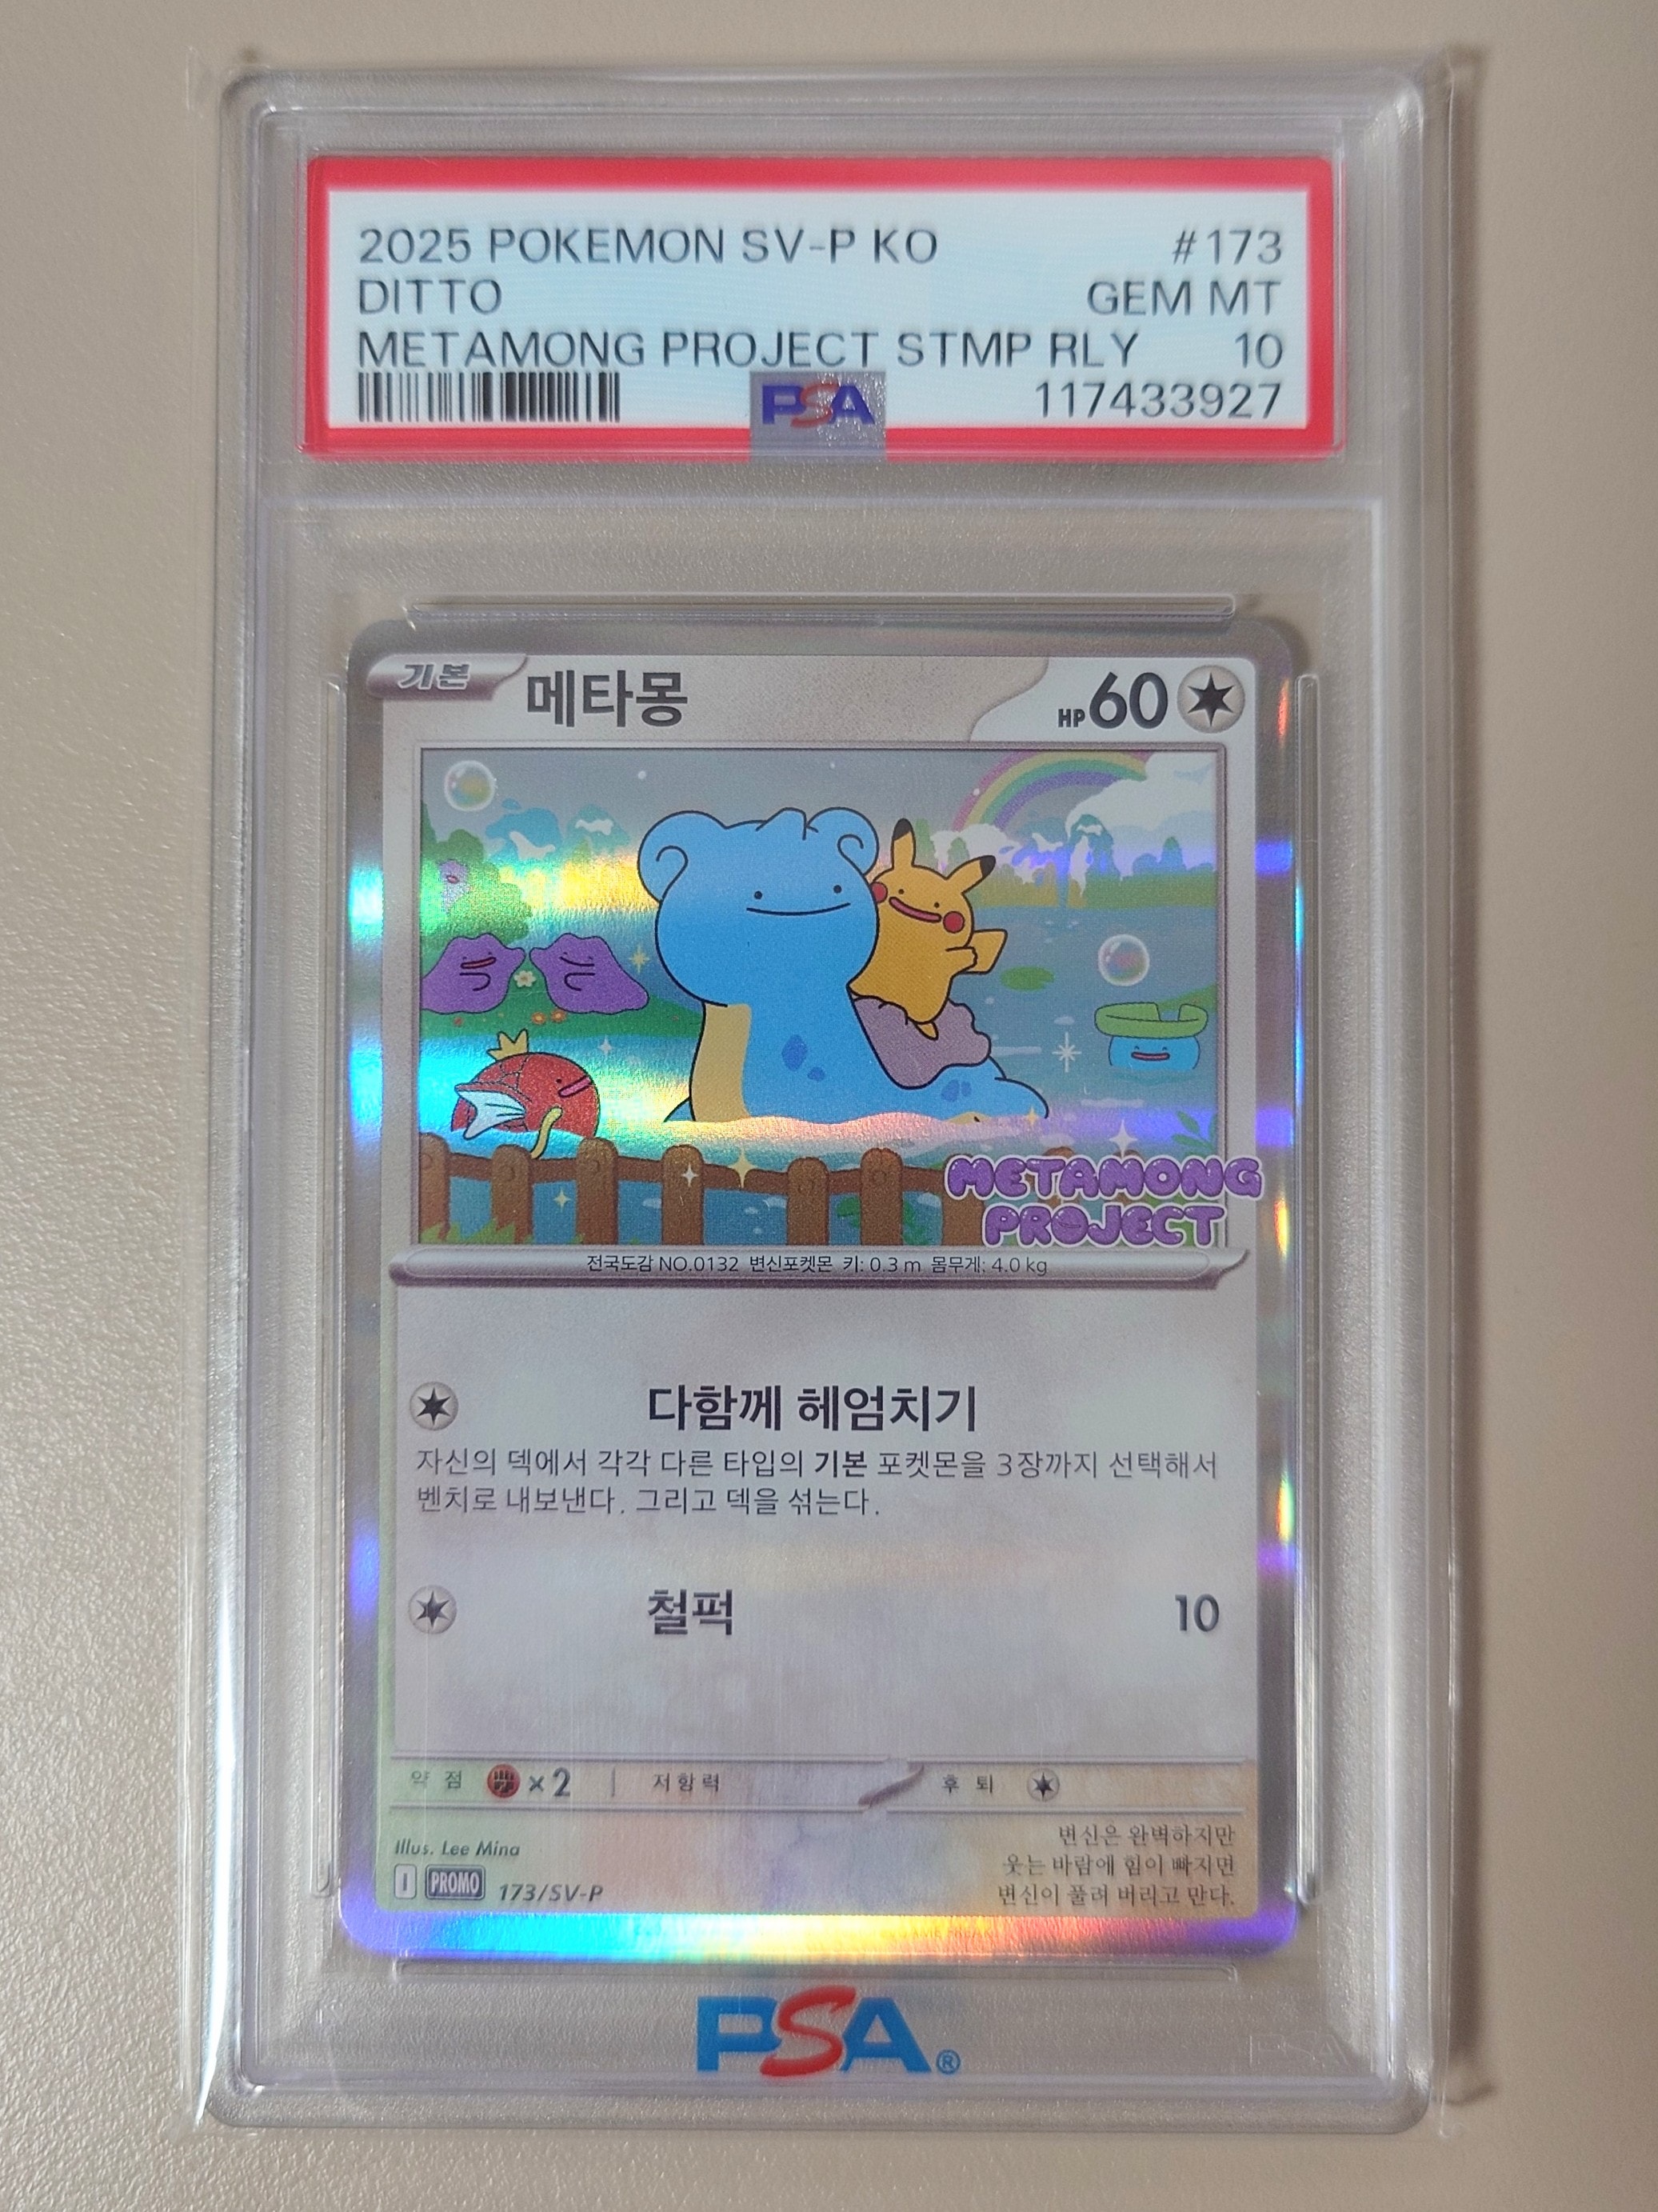 2025 POKEMON SV-P KO #173
DITTO GEM MT
METAMONG PROJECT STMP RLY 10
PSA 117433927
기본 메타몽 HP 60
METAMONG
PROJECT
전국도감 NO.0132 변신포켓몬 키: 0.3 m 몸무게: 4.0 kg
다함께 헤엄치기
자신의 덱에서 각각 다른 타입의 기본 포켓몬을 3장까지 선택해서
벤치로 내보낸다. 그리고 덱을 섞는다.
철퍽 10
약점 ×2 저항력 후퇴
Illus. Lee Mina
변신은 완벽하지만
웃는 바람에 힘이 빠지면
변신이 풀려 버리고 만다.
I PROMO 173/SV-P
PSA®